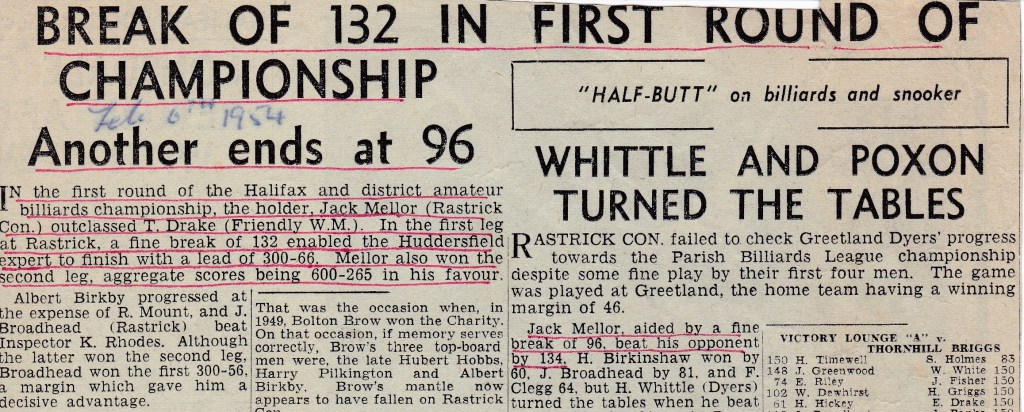 BREAK OF 132 IN FIRST ROUND OF
CHAMPIONSHIP
Feb 6TH 1954
Another ends at 96
IN the first round of the Halifax and district amateur
billiards championship, the holder, Jack Mellor (Rastrick
Con.) outclassed T. Drake (Friendly W.M.). In the first leg
at Rastrick, a fine break of 132 enabled the Huddersfield
expert to finish with a lead of 300-66. Mellor also won the
second leg, aggregate scores being 600-265 in his favour.
Albert Birkby progressed at
the expense of R. Mount, and J.
Broadhead (Rastrick) beat
Inspector K. Rhodes. Although
the latter won the second leg,
Broadhead won the first 300-56,
a margin which gave him a
decisive advantage.
That was the occasion when, in
1949, Bolton Brow won the Charity.
On that occasion, if memory serves
correctly, Brow's three top-board
men were, the late Hubert Hobbs,
Harry Pilkington and Albert
Birkby. Brow's mantle now
appears to have fallen on Rastrick
Con.
"HALF-BUTT" on billiards and snooker
WHITTLE AND POXON
TURNED THE TABLES
RASTRICK CON. failed to check Greetland Dyers' progress
towards the Parish Billiards League championship
despite some fine play by their first four men. The game
was played at Greetland, the home team having a winning
margin of 46.
Jack Mellor, aided by a fine
break of 96, beat his opponent
by 134, H. Birkinshaw won by
60, J. Broadhead by 81, and F.
Clegg 64, but H. Whittle (Dyers)
turned the tables when he beat
VICTORY LOUNGE "A" v.
THORNHILL BRIGGS
150 H. Timewell S. Holmes 83
148 J. Greenwood W. White 150
74 E. Riley J. Fisher 150
102 W. Dewhirst H. Griggs 150
61 H. Hickey E. Drake 150